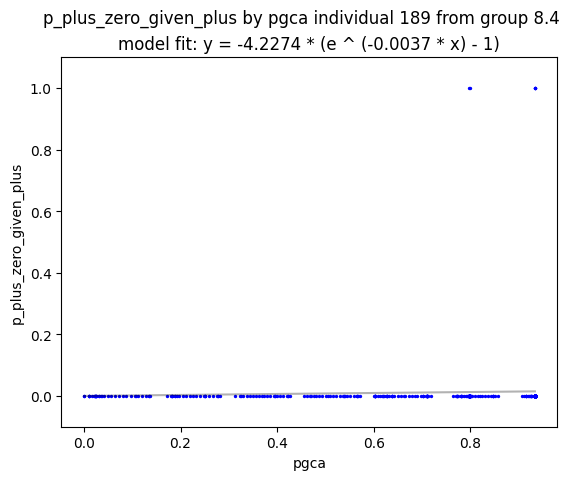 p_plus_zero_given_plus by pgca individual 189 from group 8.4
model fit: y = -4.2274 * (e ^ (-0.0037 * x) - 1)
p_plus_zero_given_plus
1.0
0.8
0.6
0.4
0.2
0.0
0.0 0.2 0.4 0.6 0.8
pgca